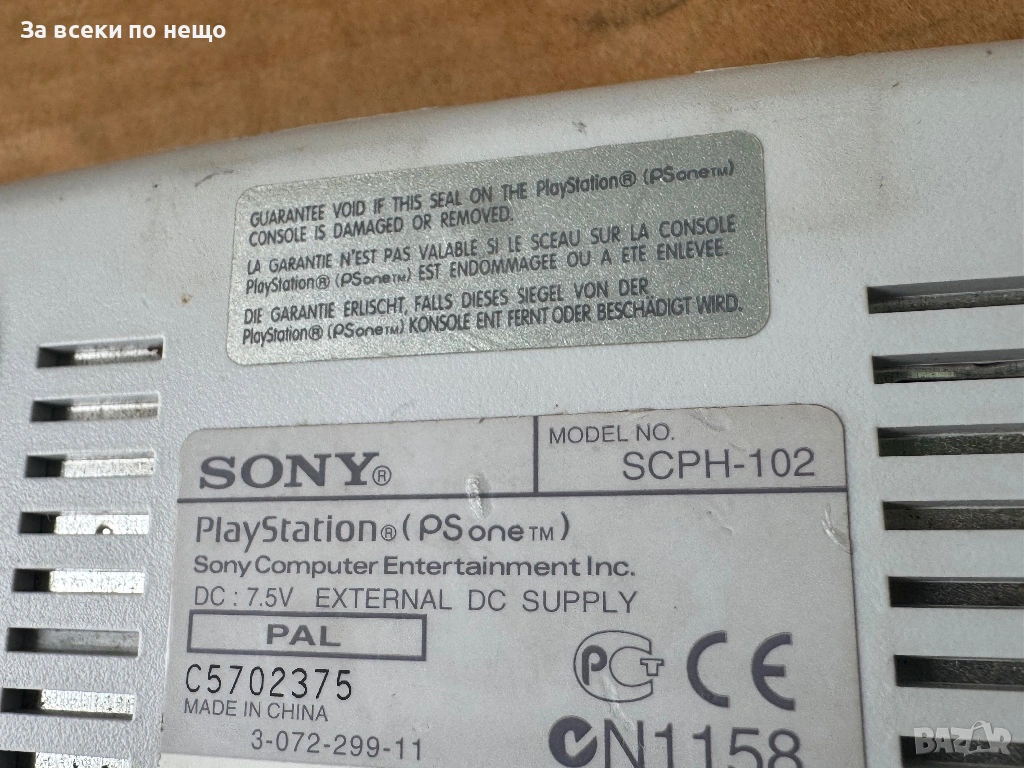 За всеки по нещо
GUARANTEE VOID IF THIS SEAL ON THE PlayStation® (PSone™)
CONSOLE IS DAMAGED OR REMOVED.
LA GARANTIE N'EST PAS VALABLE SI LE SCEAU SUR LA CONSOLE
PlayStation® (PSone™) EST ENDOMMAGEE OU A ETE ENLEVEE.
DIE GARANTIE ERLISCHT, FALLS DIESES SIEGEL VON DER
PlayStation® (PSone™) KONSOLE ENT FERNT ODER BESCHÄDIGT WIRD.
SONY®
MODEL NO.
SCPH-102
PlayStation® (PSone™)
Sony Computer Entertainment Inc.
DC : 7.5V EXTERNAL DC SUPPLY
PAL
C5702375
MADE IN CHINA
3-072-299-11
PCT CE
N1158
BAZAR